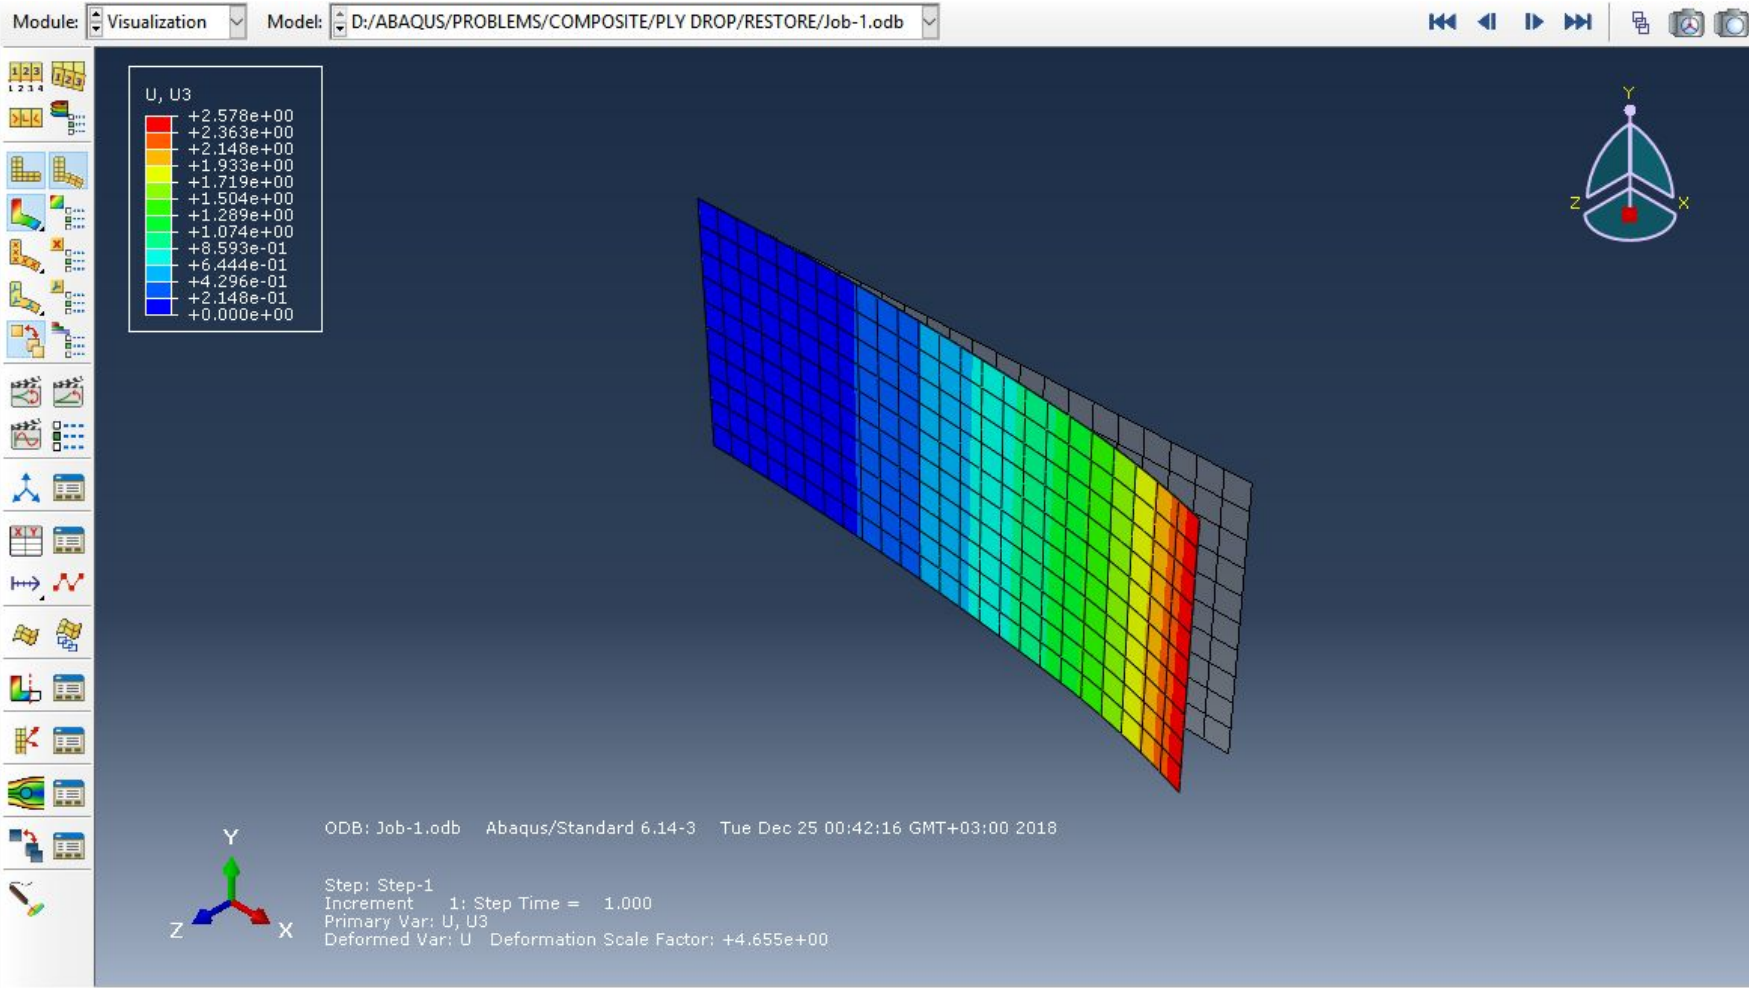 Module: Visualization Model: D:/ABAQUS/PROBLEMS/COMPOSITE/PLY DROP/RESTORE/Job-1.odb
U, U3
+2.578e+00
+2.363e+00
+2.148e+00
+1.933e+00
+1.719e+00
+1.504e+00
+1.289e+00
+1.074e+00
+8.593e-01
+6.444e-01
+4.296e-01
+2.148e-01
+0.000e+00
Y
Z X
Y
Z X
ODB: Job-1.odb Abaqus/Standard 6.14-3 Tue Dec 25 00:42:16 GMT+03:00 2018
Step: Step-1
Increment 1: Step Time = 1.000
Primary Var: U, U3
Deformed Var: U Deformation Scale Factor: +4.655e+00